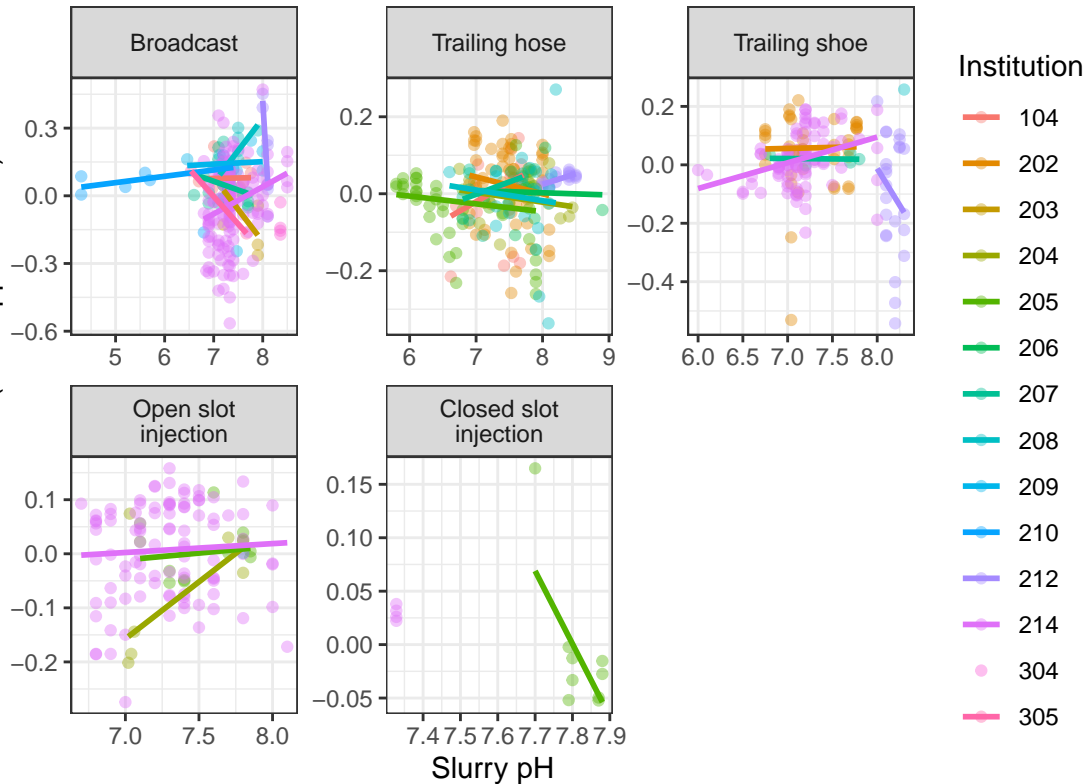 Broadcast
Trailing hose
Trailing shoe
0.3
0.0
−0.3
−0.6
5 6 7 8
0.2
0.0
−0.2
6 7 8 9
0.2
0.0
−0.2
−0.4
6.0 6.5 7.0 7.5 8.0
Open slot
injection
Closed slot
injection
0.1
0.0
−0.1
−0.2
7.0 7.5 8.0
0.15
0.10
0.05
0.00
−0.05
7.4 7.5 7.6 7.7 7.8 7.9
Slurry pH
Institution
104
202
203
204
205
206
207
208
209
210
212
214
304
305